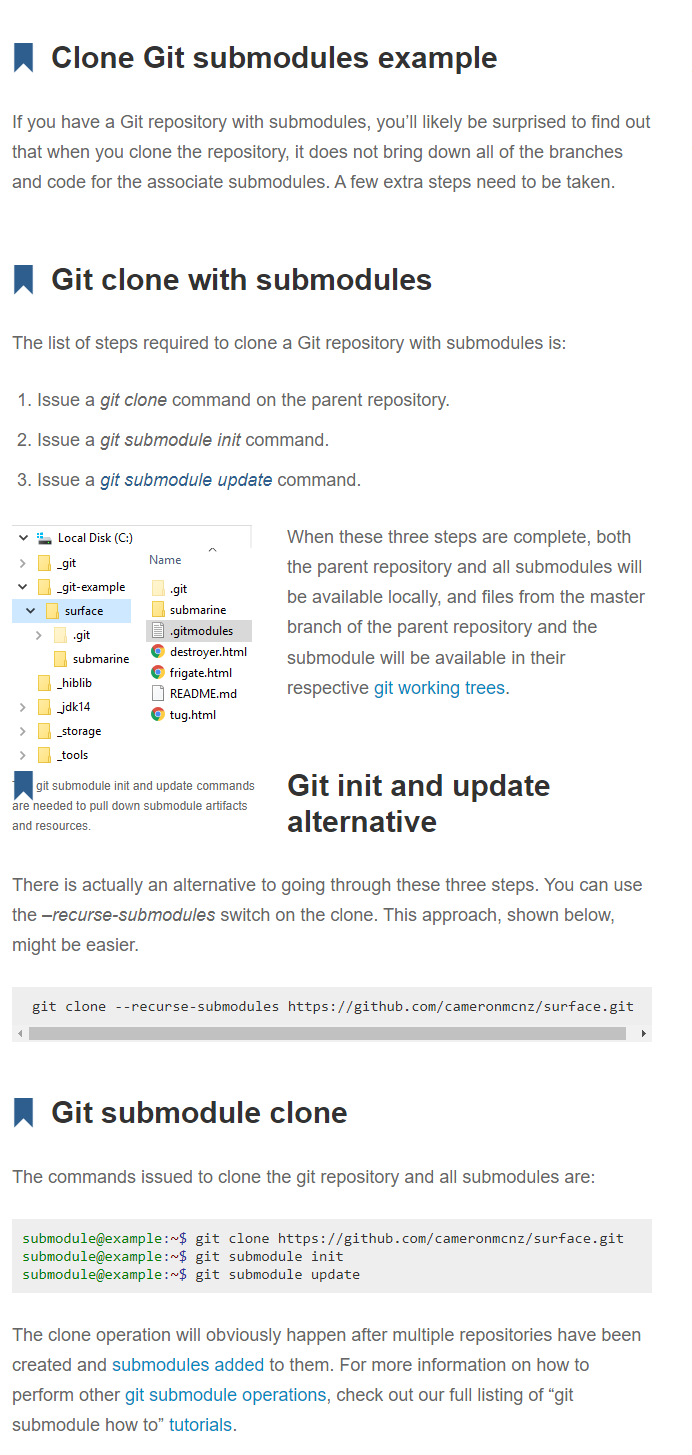 Clone Git submodules example
If you have a Git repository with submodules, you’ll likely be surprised to find out
that when you clone the repository, it does not bring down all of the branches
and code for the associate submodules. A few extra steps need to be taken.
Git clone with submodules
The list of steps required to clone a Git repository with submodules is:
1. Issue a git clone command on the parent repository.
2. Issue a git submodule init command.
3. Issue a git submodule update command.
Local Disk (C:)
_git
_git-example
surface
.git
submarine
_hiblib
_jdk14
_storage
_tools
Name
.git
submarine
.gitmodules
destroyer.html
frigate.html
README.md
tug.html
git submodule init and update commands
are needed to pull down submodule artifacts
and resources.
When these three steps are complete, both
the parent repository and all submodules will
be available locally, and files from the master
branch of the parent repository and the
submodule will be available in their
respective git working trees.
Git init and update
alternative
There is actually an alternative to going through these three steps. You can use
the –recurse-submodules switch on the clone. This approach, shown below,
might be easier.
git clone --recurse-submodules https://github.com/cameronmcnz/surface.git
Git submodule clone
The commands issued to clone the git repository and all submodules are:
submodule@example:~$ git clone https://github.com/cameronmcnz/surface.git
submodule@example:~$ git submodule init
submodule@example:~$ git submodule update
The clone operation will obviously happen after multiple repositories have been
created and submodules added to them. For more information on how to
perform other git submodule operations, check out our full listing of “git
submodule how to” tutorials.